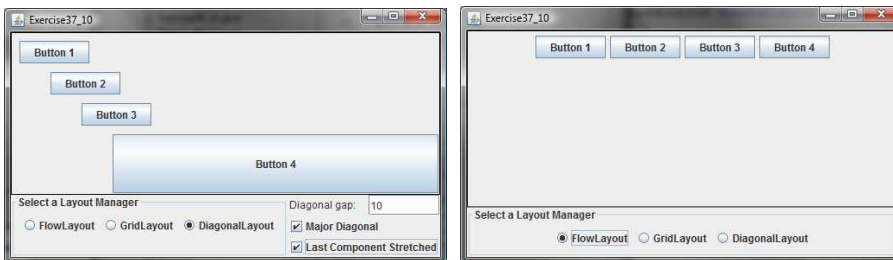 Exercise37_10
Button 1
Button 2
Button 3
Button 4
Select a Layout Manager
FlowLayout GridLayout DiagonalLayout
Diagonal gap: 10
Major Diagonal
Last Component Stretched
Exercise37_10
Button 1 Button 2 Button 3 Button 4
Select a Layout Manager
FlowLayout GridLayout DiagonalLayout